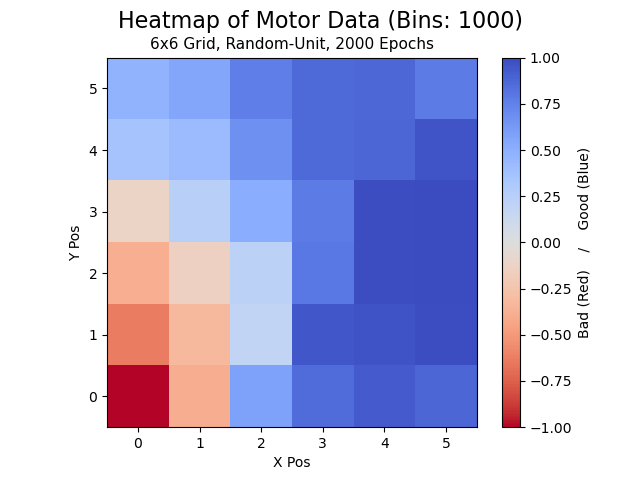 Heatmap of Motor Data (Bins: 1000)
6x6 Grid, Random-Unit, 2000 Epochs
5
4
3
2
1
0
Y Pos
0 1 2 3 4 5
X Pos
1.00
0.75
0.50
0.25
0.00
−0.25
−0.50
−0.75
−1.00
Bad (Red) / Good (Blue)